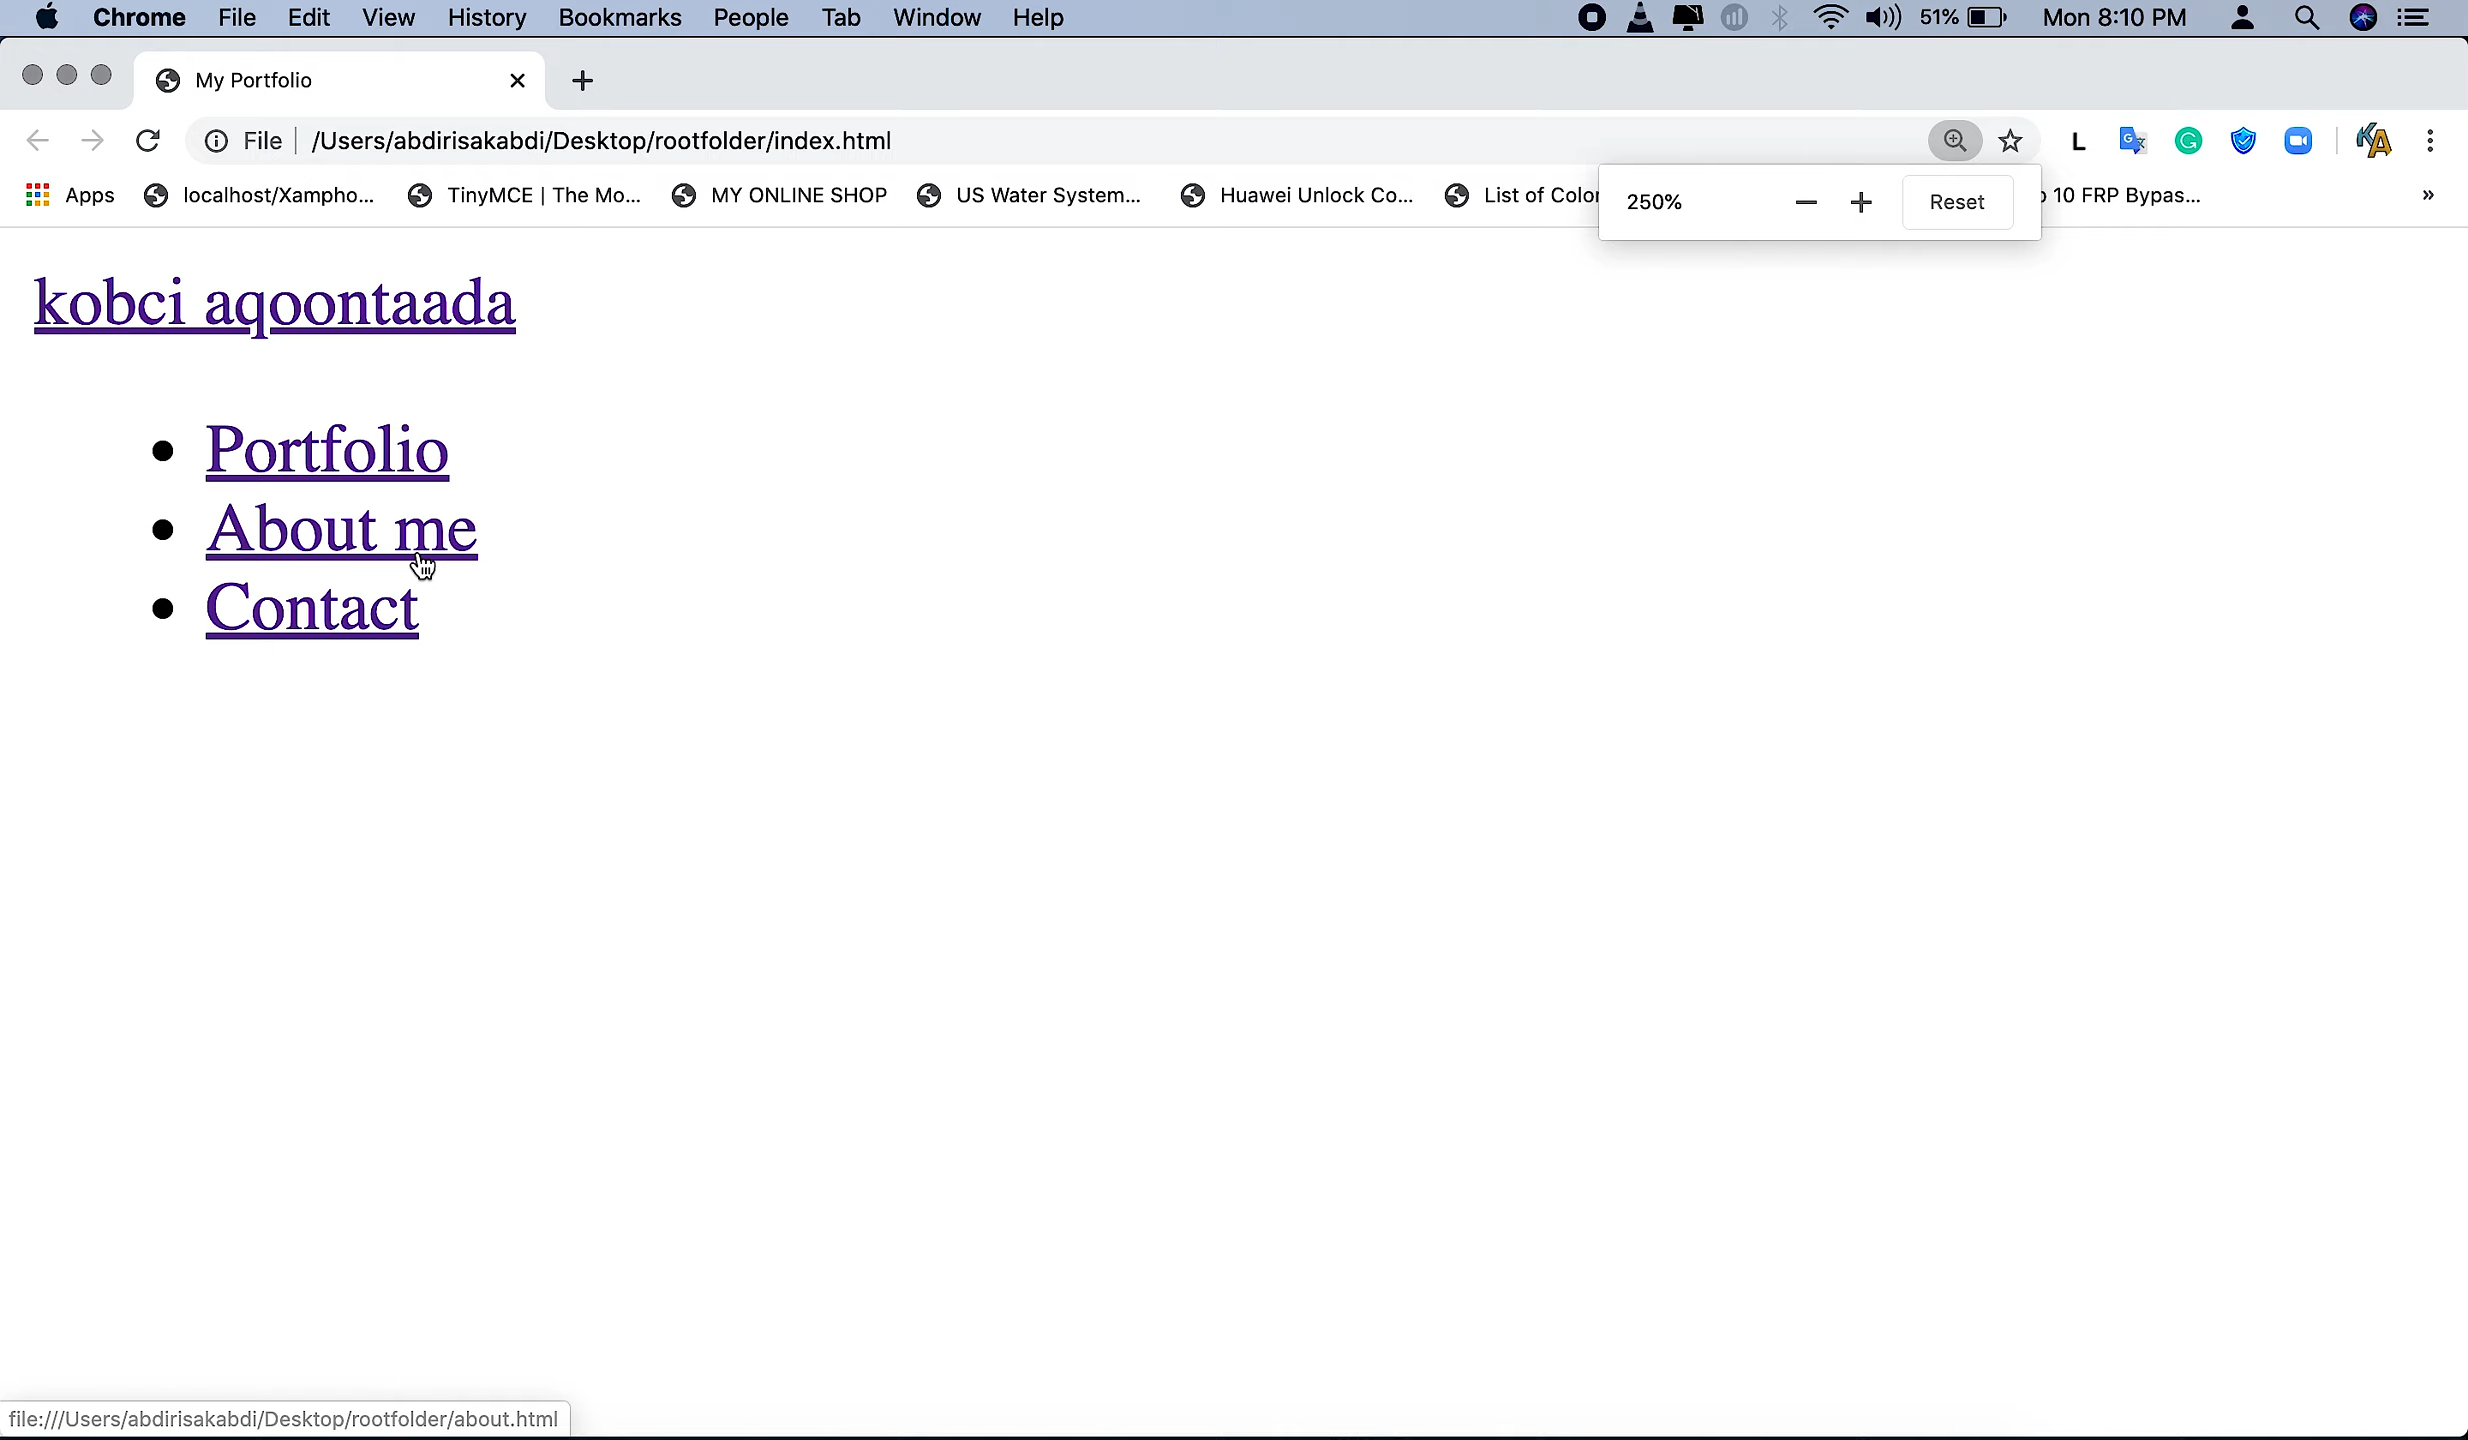 Chrome File Edit View History Bookmarks People Tab Window Help 51% Mon 8:10 PM
My Portfolio
File /Users/abdirisakabdi/Desktop/rootfolder/index.html L KA
Apps localhost/Xampho... TinyMCE | The Mo... MY ONLINE SHOP US Water System... Huawei Unlock Co... List of Color 10 FRP Bypas... »
250% − + Reset
kobci aqoontaada
• Portfolio
• About me
• Contact
file:///Users/abdirisakabdi/Desktop/rootfolder/about.html